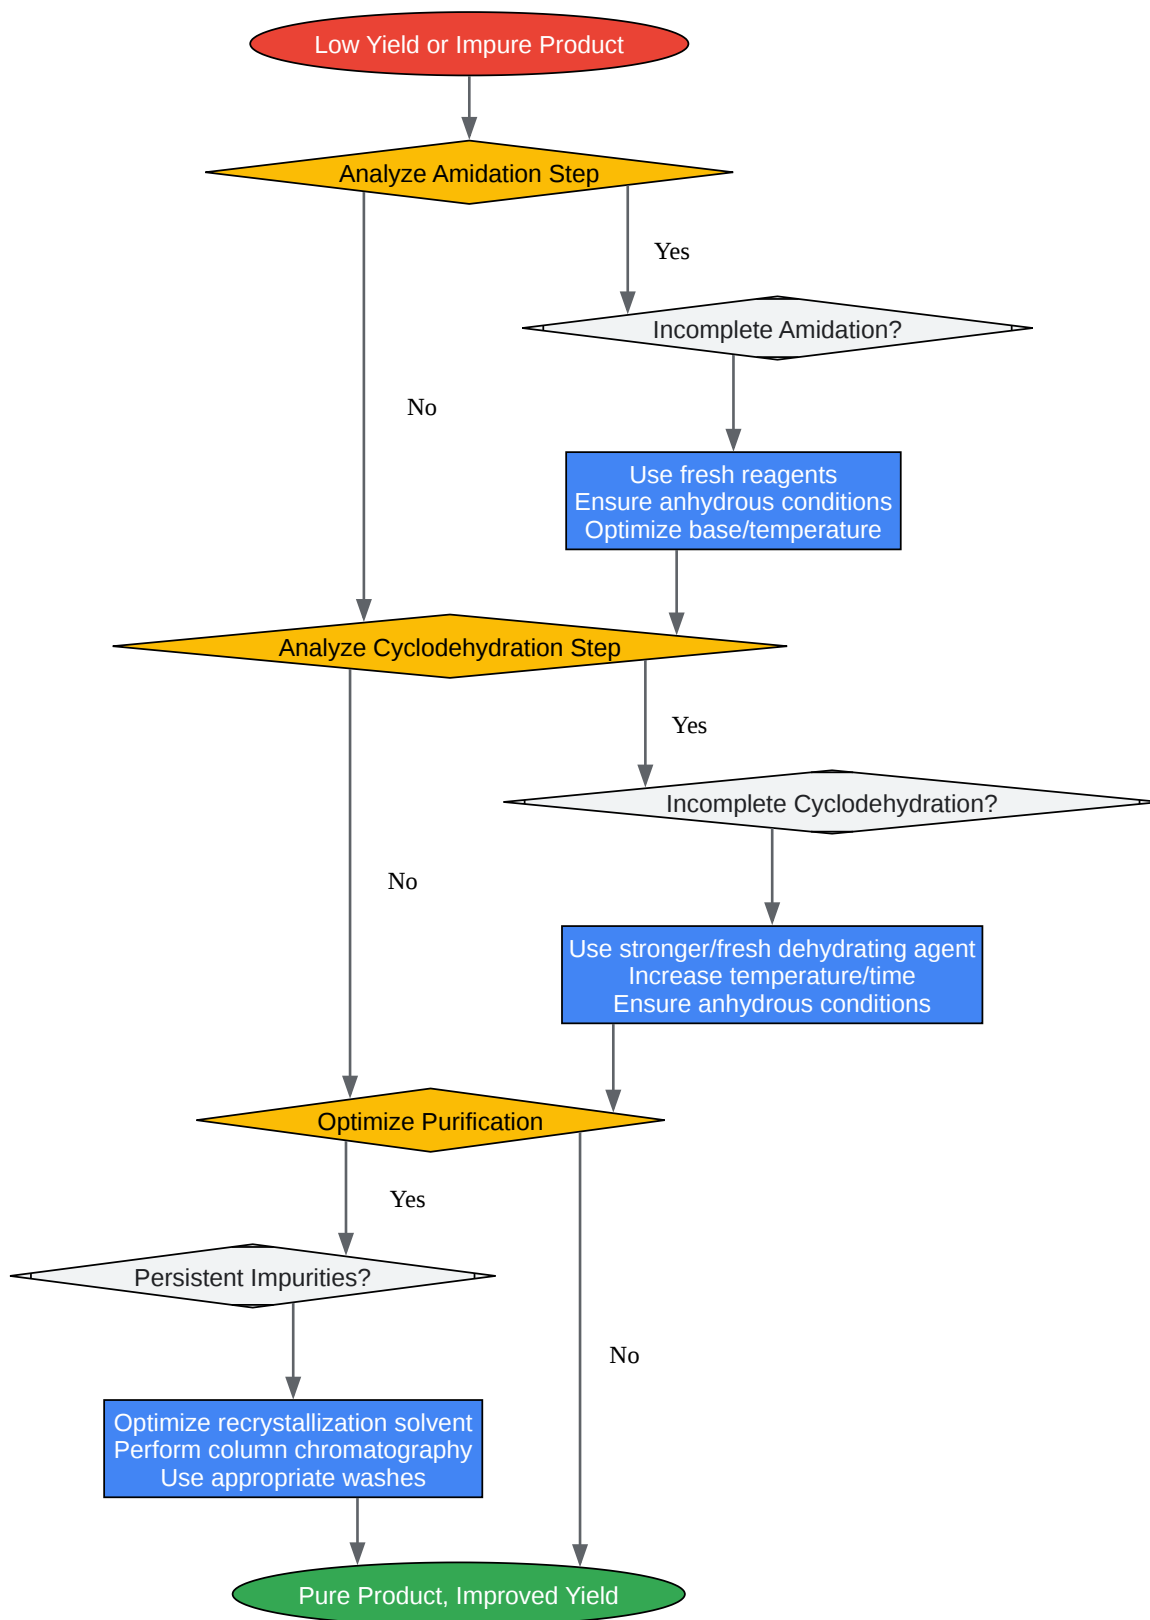 Low Yield or Impure Product
Analyze Amidation Step
Yes
Incomplete Amidation?
No
Use fresh reagents
Ensure anhydrous conditions
Optimize base/temperature
Analyze Cyclodehydration Step
Yes
Incomplete Cyclodehydration?
No
Use stronger/fresh dehydrating agent
Increase temperature/time
Ensure anhydrous conditions
Optimize Purification
Yes
Persistent Impurities?
No
Optimize recrystallization solvent
Perform column chromatography
Use appropriate washes
Pure Product, Improved Yield